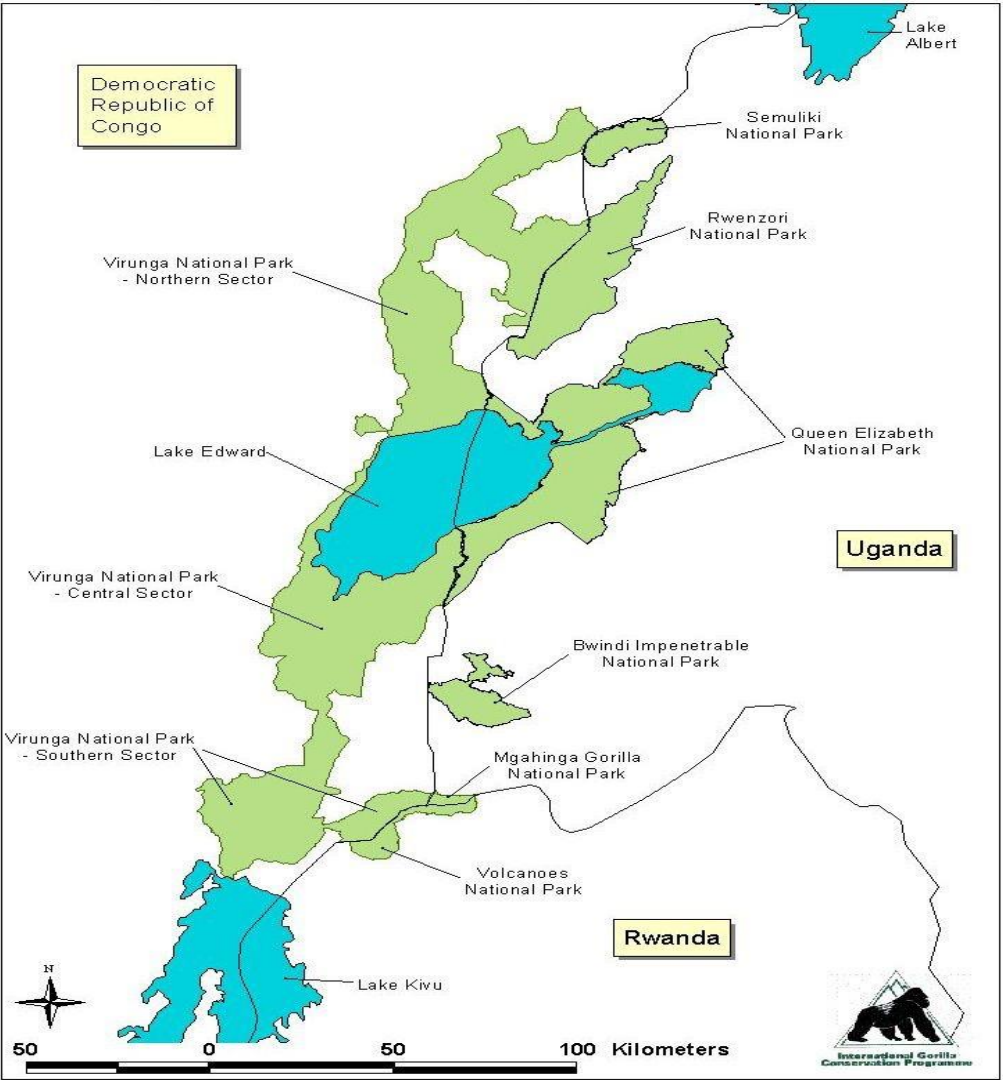 Lake
Albert
Democratic
Republic of
Congo
Semuliki
National Park
Rwenzori
National Park
Virunga National Park
- Northern Sector
Queen Elizabeth
National Park
Lake Edward
Uganda
Virunga National Park
- Central Sector
Bwindi Impenetrable
National Park
Virunga National Park
- Southern Sector
Mgahinga Gorilla
National Park
Volcanoes
National Park
Rwanda
Lake Kivu
N
50 0 50 100 Kilometers
International Gorilla
Conservation Programme